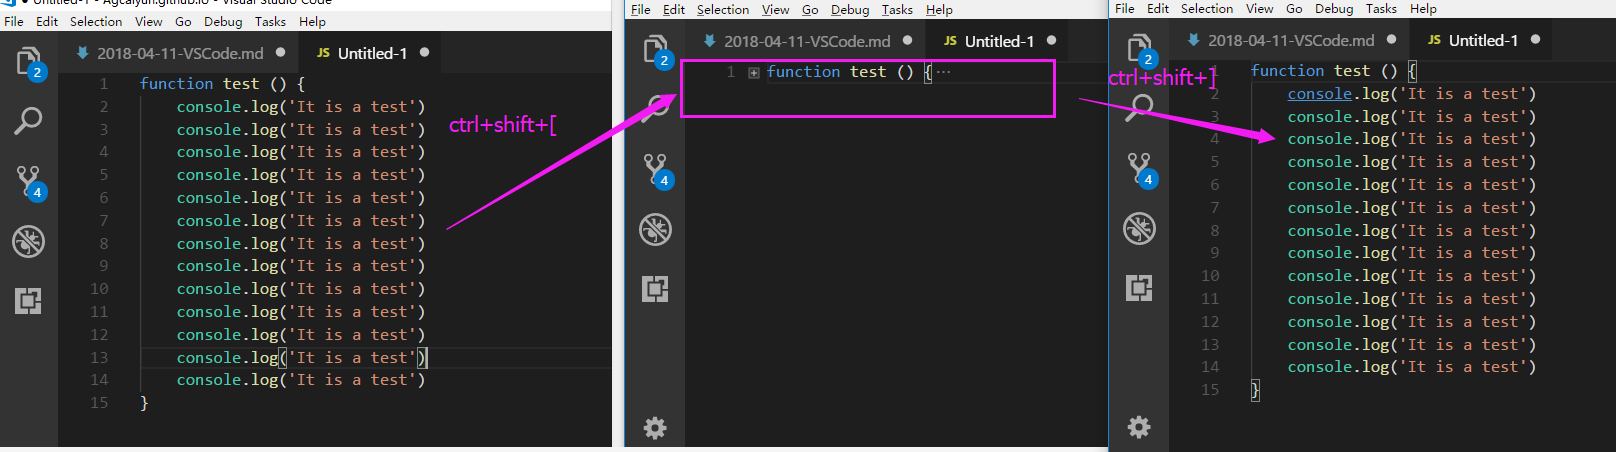 Untitled-1 - Agcaiyun.github.io - Visual Studio Code
File Edit Selection View Go Debug Tasks Help
2018-04-11-VSCode.md ● JS Untitled-1 ●
2
4
1 function test () {
2 console.log('It is a test')
3 console.log('It is a test')
4 console.log('It is a test')
5 console.log('It is a test')
6 console.log('It is a test')
7 console.log('It is a test')
8 console.log('It is a test')
9 console.log('It is a test')
10 console.log('It is a test')
11 console.log('It is a test')
12 console.log('It is a test')
13 console.log('It is a test')
14 console.log('It is a test')
15 }
ctrl+shift+[
File Edit Selection View Go Debug Tasks Help
2018-04-11-VSCode.md ● JS Untitled-1 ●
2
4
1 function test () {···
ctrl+shift+]
File Edit Selection View Go Debug Tasks Help
2018-04-11-VSCode.md ● JS Untitled-1 ●
2
4
function test () {
2 console.log('It is a test')
3 console.log('It is a test')
4 console.log('It is a test')
5 console.log('It is a test')
6 console.log('It is a test')
7 console.log('It is a test')
8 console.log('It is a test')
9 console.log('It is a test')
10 console.log('It is a test')
11 console.log('It is a test')
12 console.log('It is a test')
13 console.log('It is a test')
14 console.log('It is a test')
15 }